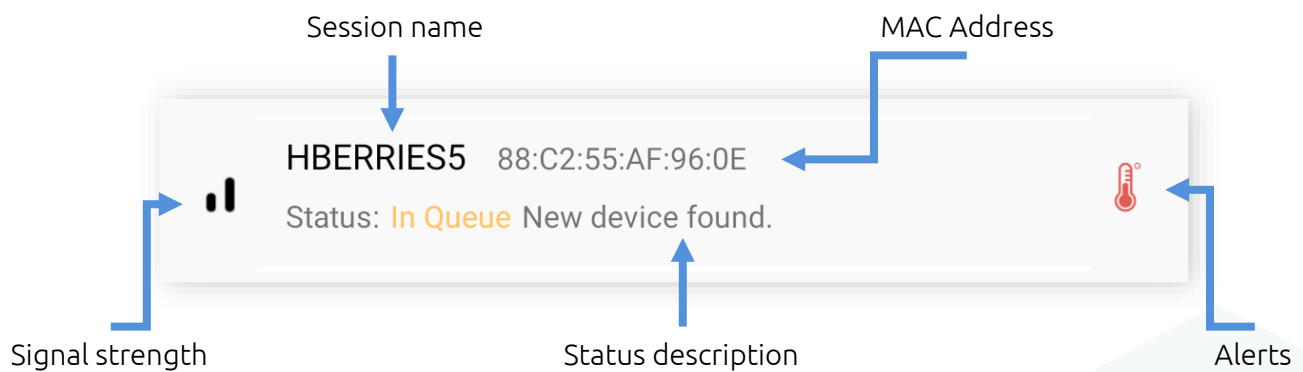 Session name
MAC Address
HBERRIES5 88:C2:55:AF:96:0E
Status: In Queue New device found.
Signal strength
Status description
Alerts